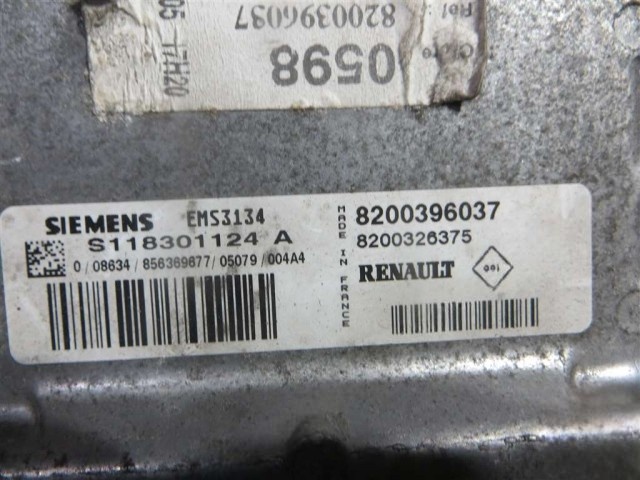 0598
8200396037
SIEMENS EMS3134
S118301124 A
0 / 08634 / 856369677 / 05079 / 004A4
MADE IN FRANCE
8200396037
8200326375
RENAULT